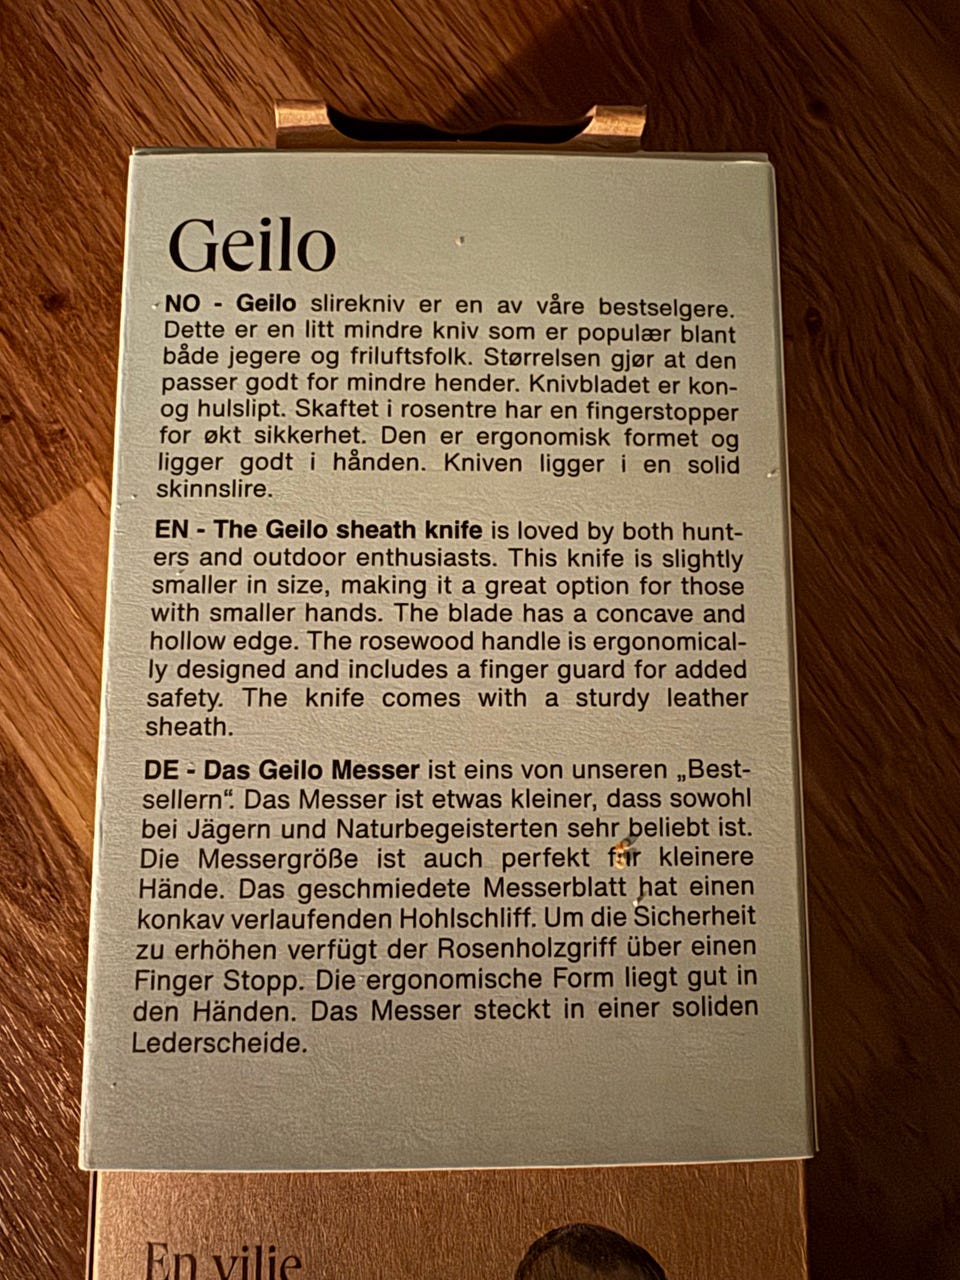 Geilo
NO - Geilo slirekniv er en av våre bestselgere.
Dette er en litt mindre kniv som er populær blant
både jegere og friluftsfolk. Størrelsen gjør at den
passer godt for mindre hender. Knivbladet er kon-
og hulslipt. Skaftet i rosentre har en fingerstopper
for økt sikkerhet. Den er ergonomisk formet og
ligger godt i hånden. Kniven ligger i en solid
skinnslire.
EN - The Geilo sheath knife is loved by both hunt-
ers and outdoor enthusiasts. This knife is slightly
smaller in size, making it a great option for those
with smaller hands. The blade has a concave and
hollow edge. The rosewood handle is ergonomical-
ly designed and includes a finger guard for added
safety. The knife comes with a sturdy leather
sheath.
DE - Das Geilo Messer ist eins von unseren „Best-
sellern“. Das Messer ist etwas kleiner, dass sowohl
bei Jägern und Naturbegeisterten sehr beliebt ist.
Die Messergröße ist auch perfekt für kleinere
Hände. Das geschmiedete Messerblatt hat einen
konkav verlaufenden Hohlschliff. Um die Sicherheit
zu erhöhen verfügt der Rosenholzgriff über einen
Finger Stopp. Die ergonomische Form liegt gut in
den Händen. Das Messer steckt in einer soliden
Lederscheide.
En vilje